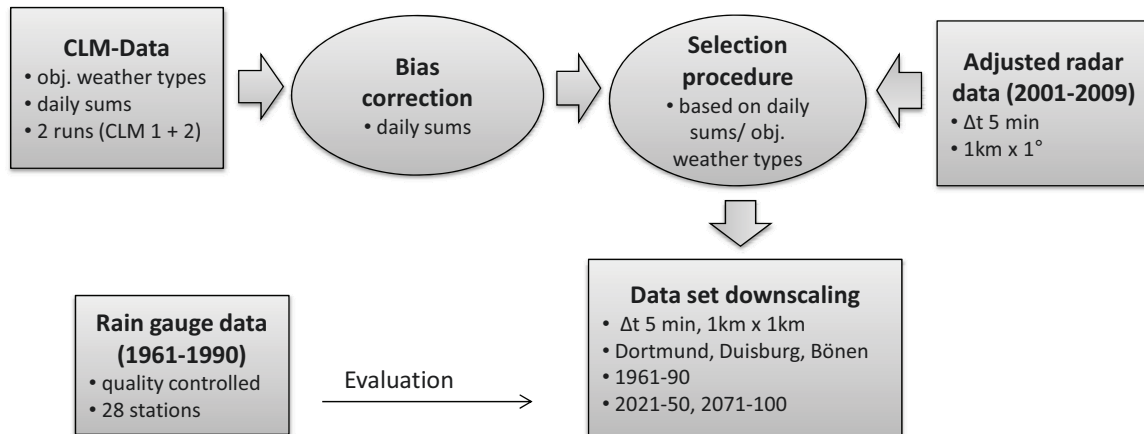 CLM-Data
• obj. weather types
• daily sums
• 2 runs (CLM 1 + 2)
Bias
correction
• daily sums
Selection
procedure
• based on daily
sums/ obj.
weather types
Adjusted radar
data (2001-2009)
• Δt 5 min
• 1km x 1°
Rain gauge data
(1961-1990)
• quality controlled
• 28 stations
Evaluation
Data set downscaling
• Δt 5 min, 1km x 1km
• Dortmund, Duisburg, Bönen
• 1961-90
• 2021-50, 2071-100